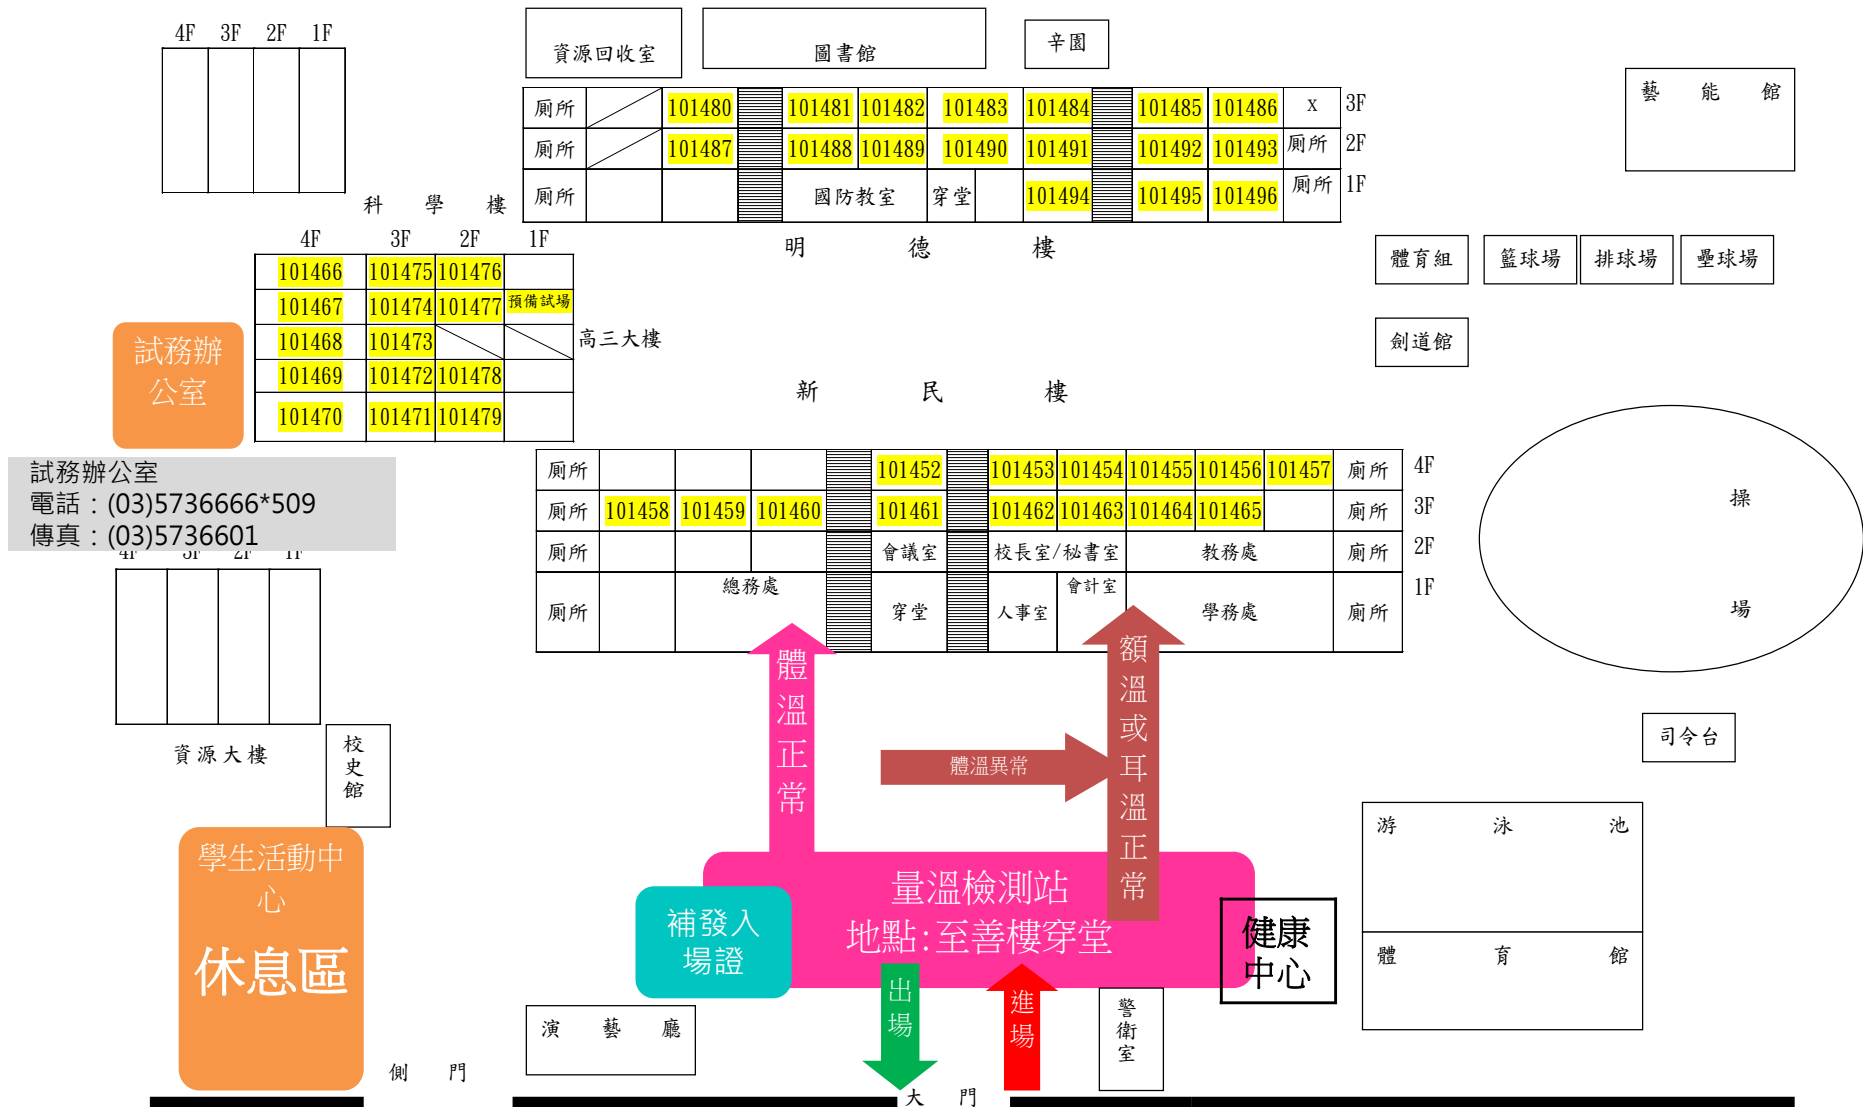 4F 3F 2F 1F
資源回收室
圖書館
辛園
藝能館
廁所 101480 101481 101482 101483 101484 101485 101486 X 3F
廁所 101487 101488 101489 101490 101491 101492 101493 廁所 2F
廁所 國防教室 穿堂 101494 101495 101496 廁所 1F
科學樓
明德樓
4F 3F 2F 1F
101466 101475 101476
101467 101474 101477 預備試場
101468 101473
101469 101472 101478
101470 101471 101479
高三大樓
體育組 籃球場 排球場 壘球場
劍道館
試務辦
公室
新民樓
試務辦公室
電話：(03)5736666*509
傳真：(03)5736601
廁所 101452 101453 101454 101455 101456 101457 廁所 4F
廁所 101458 101459 101460 101461 101462 101463 101464 101465 廁所 3F
廁所 會議室 校長室/秘書室 教務處 廁所 2F
廁所 總務處 穿堂 人事室 會計室 學務處 廁所 1F
操場
4F 3F 2F 1F
資源大樓
校史館
體溫正常
體溫異常
額溫或耳溫正常
司令台
游泳池
體育館
學生活動中
心
休息區
補發入
場證
量溫檢測站
地點:至善樓穿堂
健康
中心
出場
進場
警衛室
演藝廳
側門
大門